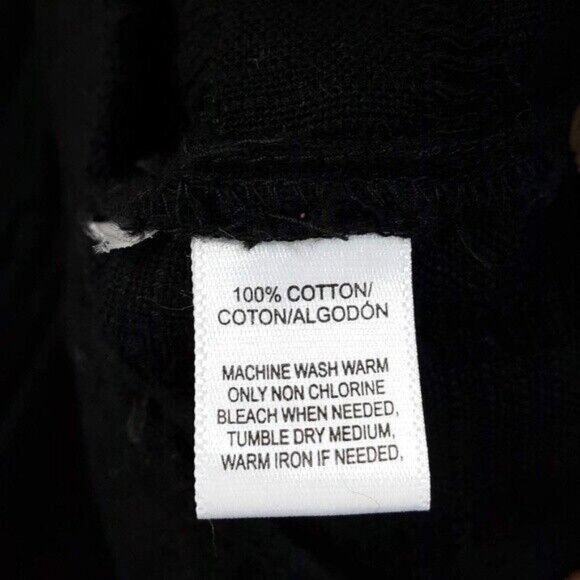 100% COTTON/
COTON/ALGODÓN
MACHINE WASH WARM
ONLY NON CHLORINE
BLEACH WHEN NEEDED,
TUMBLE DRY MEDIUM,
WARM IRON IF NEEDED,